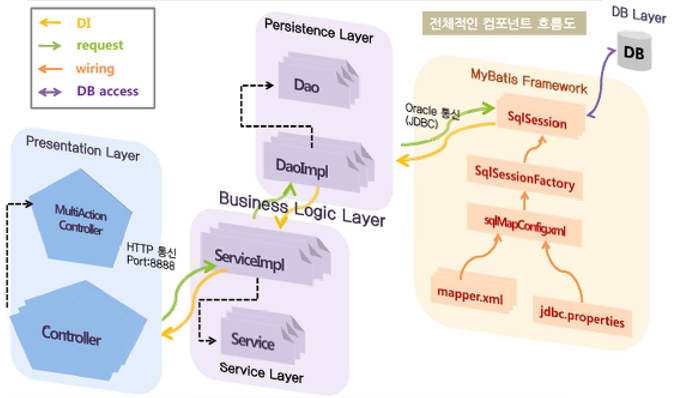 DI
request
wiring
DB access
전체적인 컴포넌트 흐름도
DB Layer
DB
Persistence Layer
Dao
DaoImpl
MyBatis Framework
Oracle 통신
(JDBC)
SqlSession
SqlSessionFactory
sqlMapConfig.xml
mapper.xml
jdbc.properties
Presentation Layer
MultiAction
Controller
HTTP 통신
Port:8888
Controller
Business Logic Layer
ServiceImpl
Service
Service Layer